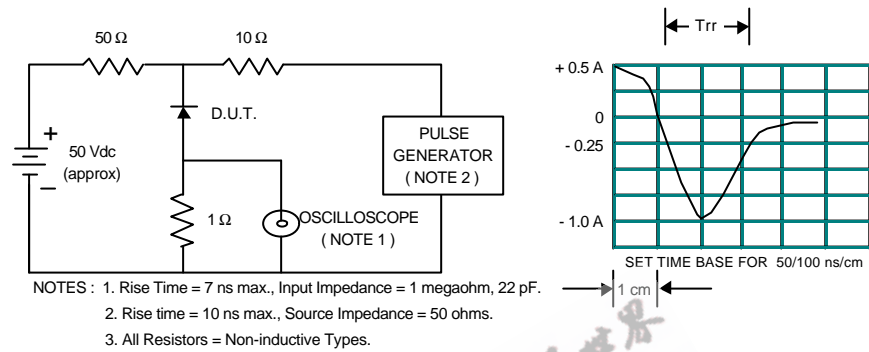 50 Ω
10 Ω
D.U.T.
+
50 Vdc
(approx)
−
1 Ω
OSCILLOSCOPE
( NOTE 1 )
PULSE
GENERATOR
( NOTE 2 )
Trr
+ 0.5 A
0
- 0.25
- 1.0 A
SET TIME BASE FOR 50/100 ns/cm
1 cm
NOTES : 1. Rise Time = 7 ns max., Input Impedance = 1 megaohm, 22 pF.
2. Rise time = 10 ns max., Source Impedance = 50 ohms.
3. All Resistors = Non-inductive Types.